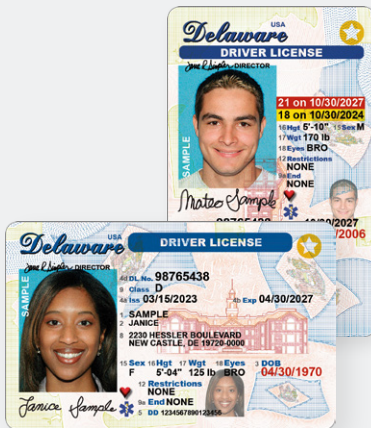 USA
Delaware
DRIVER LICENSE
DIRECTOR
SAMPLE
21 on 10/30/2027
18 on 10/30/2024
16 Hgt 5'-10" 15 Sex M
17 Wgt 170 lb
18 Eyes BRO
12 Restrictions
NONE
9a End
NONE
Mateo Sample
USA
Delaware
DRIVER LICENSE
DIRECTOR
SAMPLE
4d DL No. 98765438
9 Class D
4a Iss 03/15/2023 4b Exp 04/30/2027
1 SAMPLE
2 JANICE
8 2230 HESSLER BOULEVARD
NEW CASTLE, DE 19720-0000
15 Sex 16 Hgt 17 Wgt 18 Eyes 3 DOB
F 5'-04" 125 lb BRO 04/30/1970
12 Restrictions
NONE
9a End NONE
5 DD 1234567890123456
Janice Sample